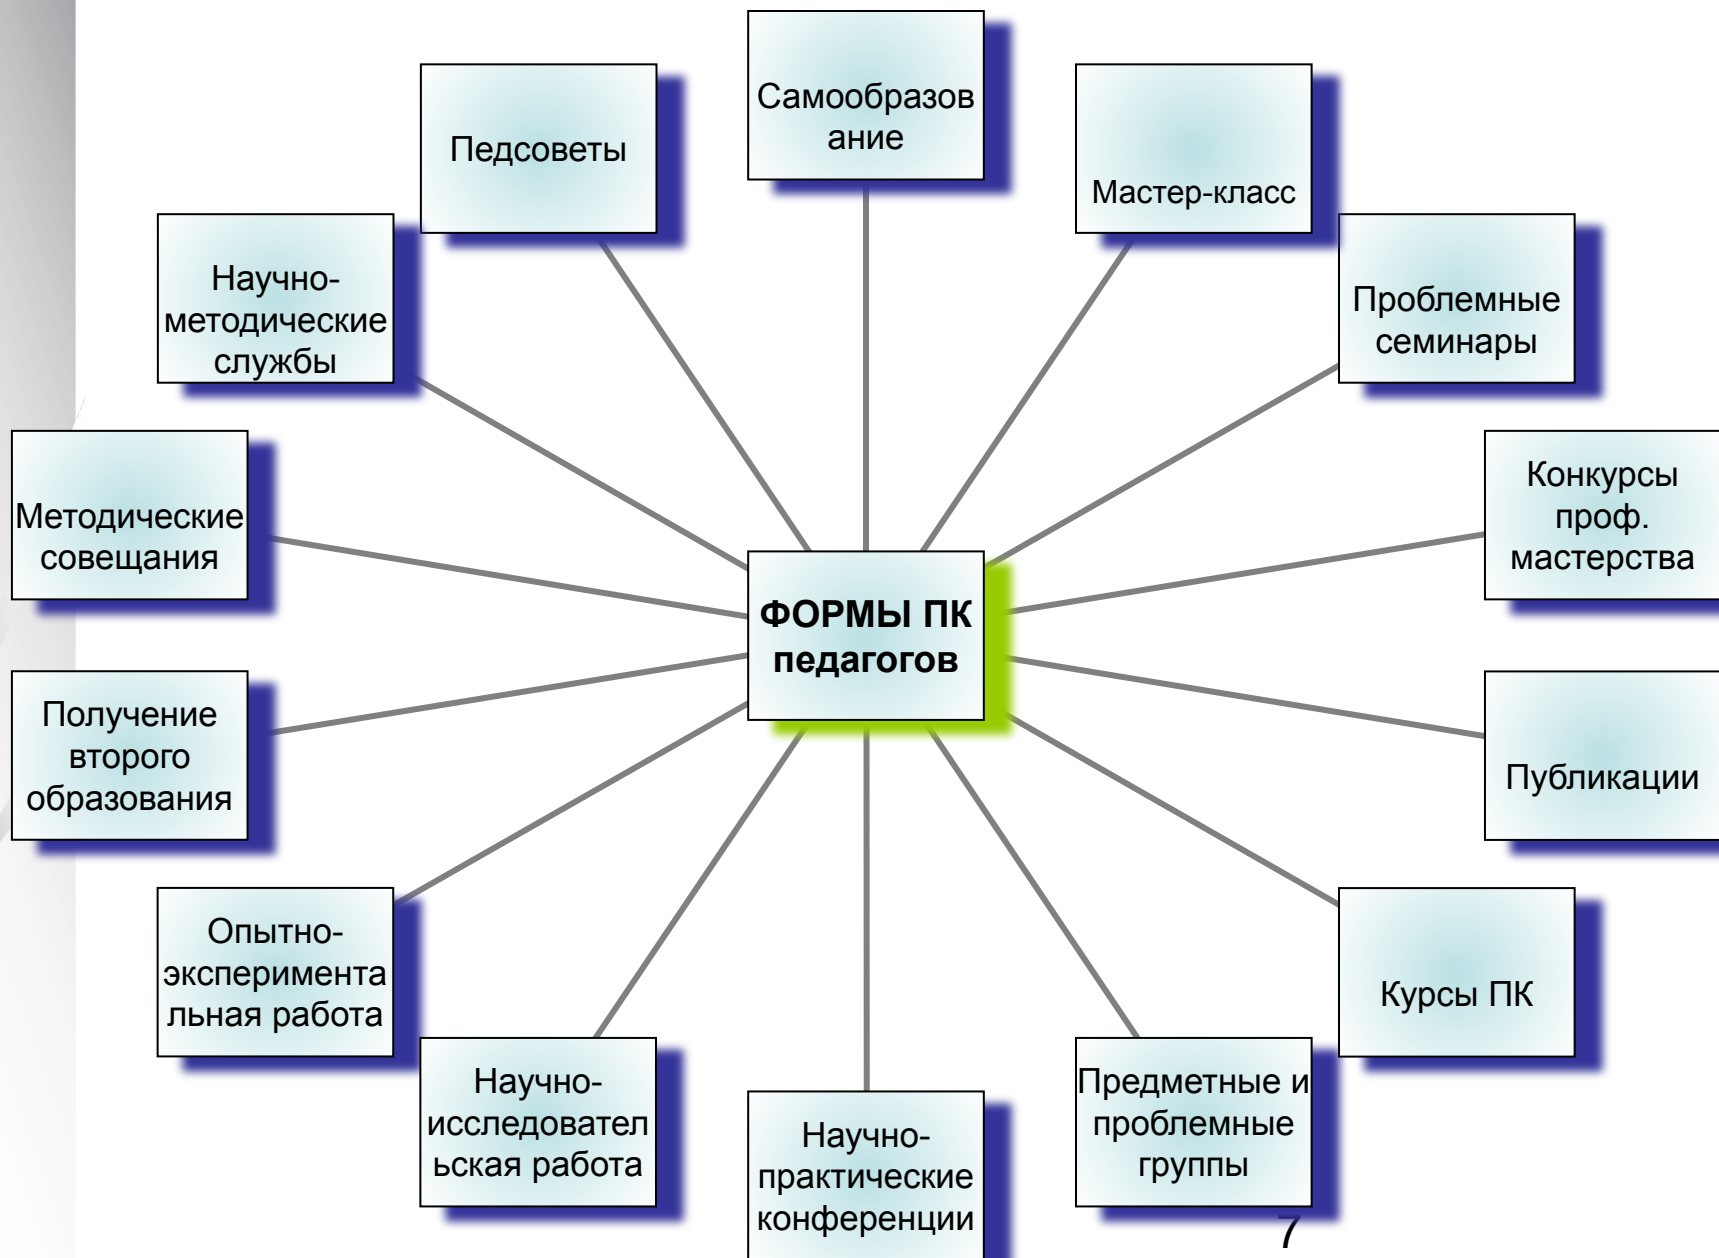 Самообразов
ание
Педсоветы
Мастер-класс
Научно-
методические
службы
Проблемные
семинары
Методические
совещания
Конкурсы
проф.
мастерства
ФОРМЫ ПК
педагогов
Получение
второго
образования
Публикации
Опытно-
эксперимента
льная работа
Курсы ПК
Научно-
исследовател
ьская работа
Предметные и
проблемные
группы
Научно-
практические
конференции
7